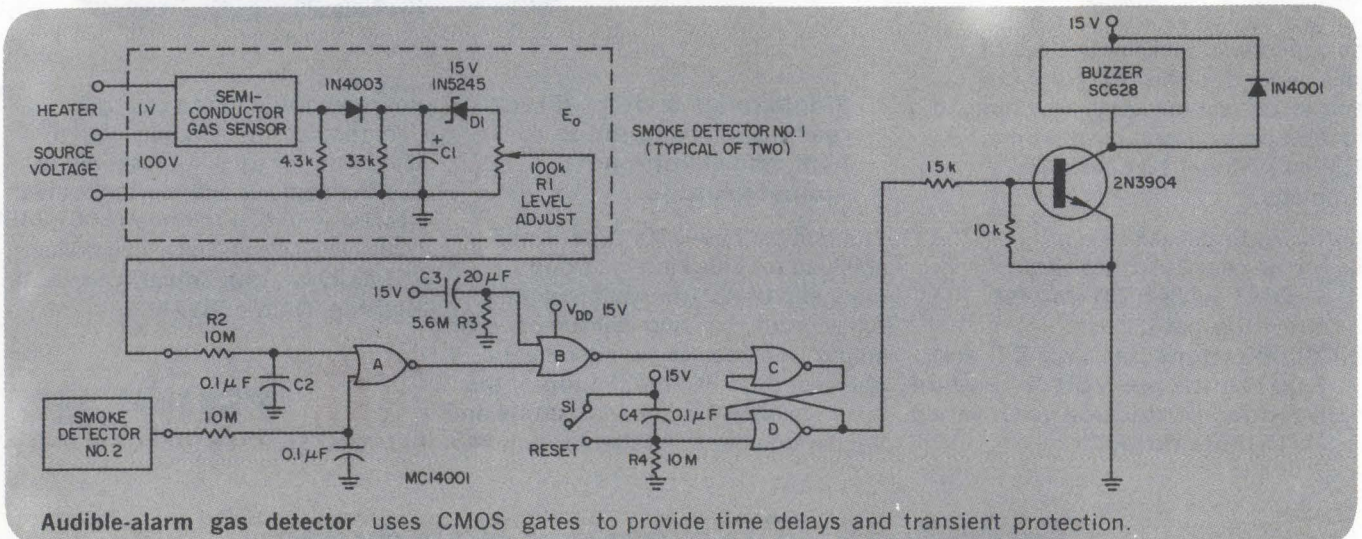 HEATER
SOURCE
VOLTAGE
1V
100V
SEMI-
CONDUCTOR
GAS SENSOR
1N4003
4.3k
33k
C1
+
15 V
1N5245
D1
E₀
100k
R1
LEVEL
ADJUST
SMOKE DETECTOR NO. 1
(TYPICAL OF TWO)
15 V
BUZZER
SC628
1N4001
2N3904
15k
10k
R2
10M
0.1 μF
C2
SMOKE
DETECTOR
NO. 2
10M
0.1 μF
MC14001
A
15V
C3
20 μF
5.6M
R3
V_DD 15V
B
S1
RESET
15V
C4
0.1 μF
R4
10M
C
D
Audible-alarm gas detector uses CMOS gates to provide time delays and transient protection.